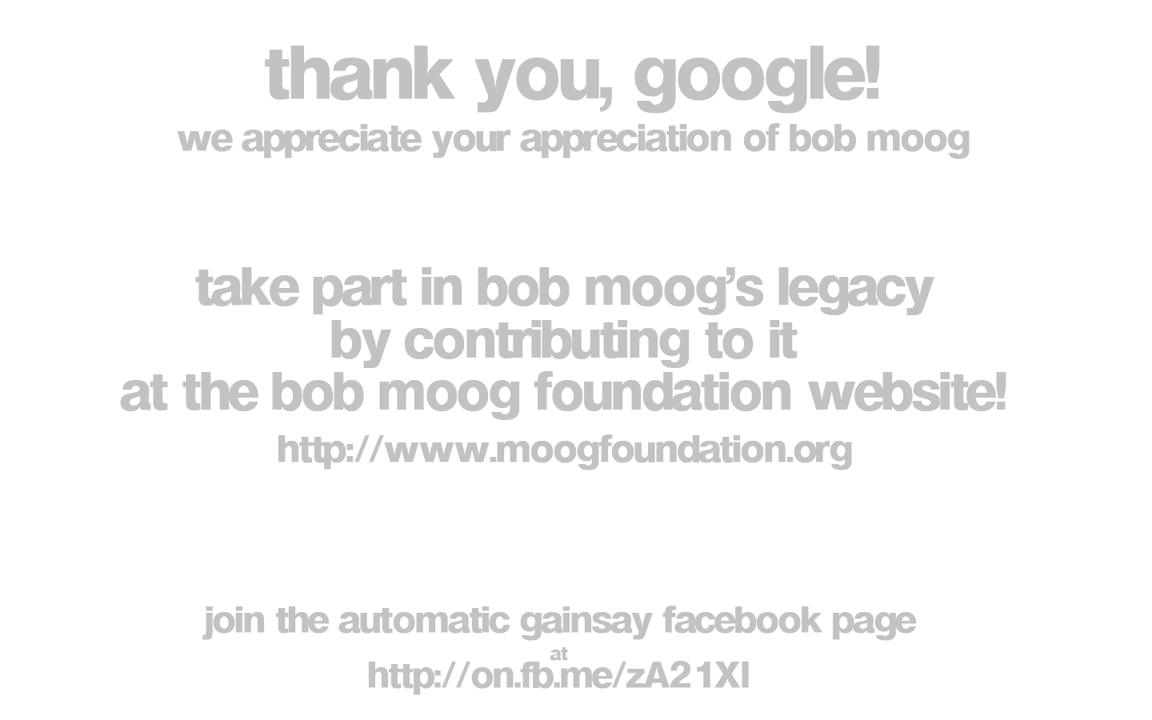 thank you, google!
we appreciate your appreciation of bob moog
take part in bob moog's legacy
by contributing to it
at the bob moog foundation website!
http://www.moogfoundation.org
join the automatic gainsay facebook page
at
http://on.fb.me/zA21XI